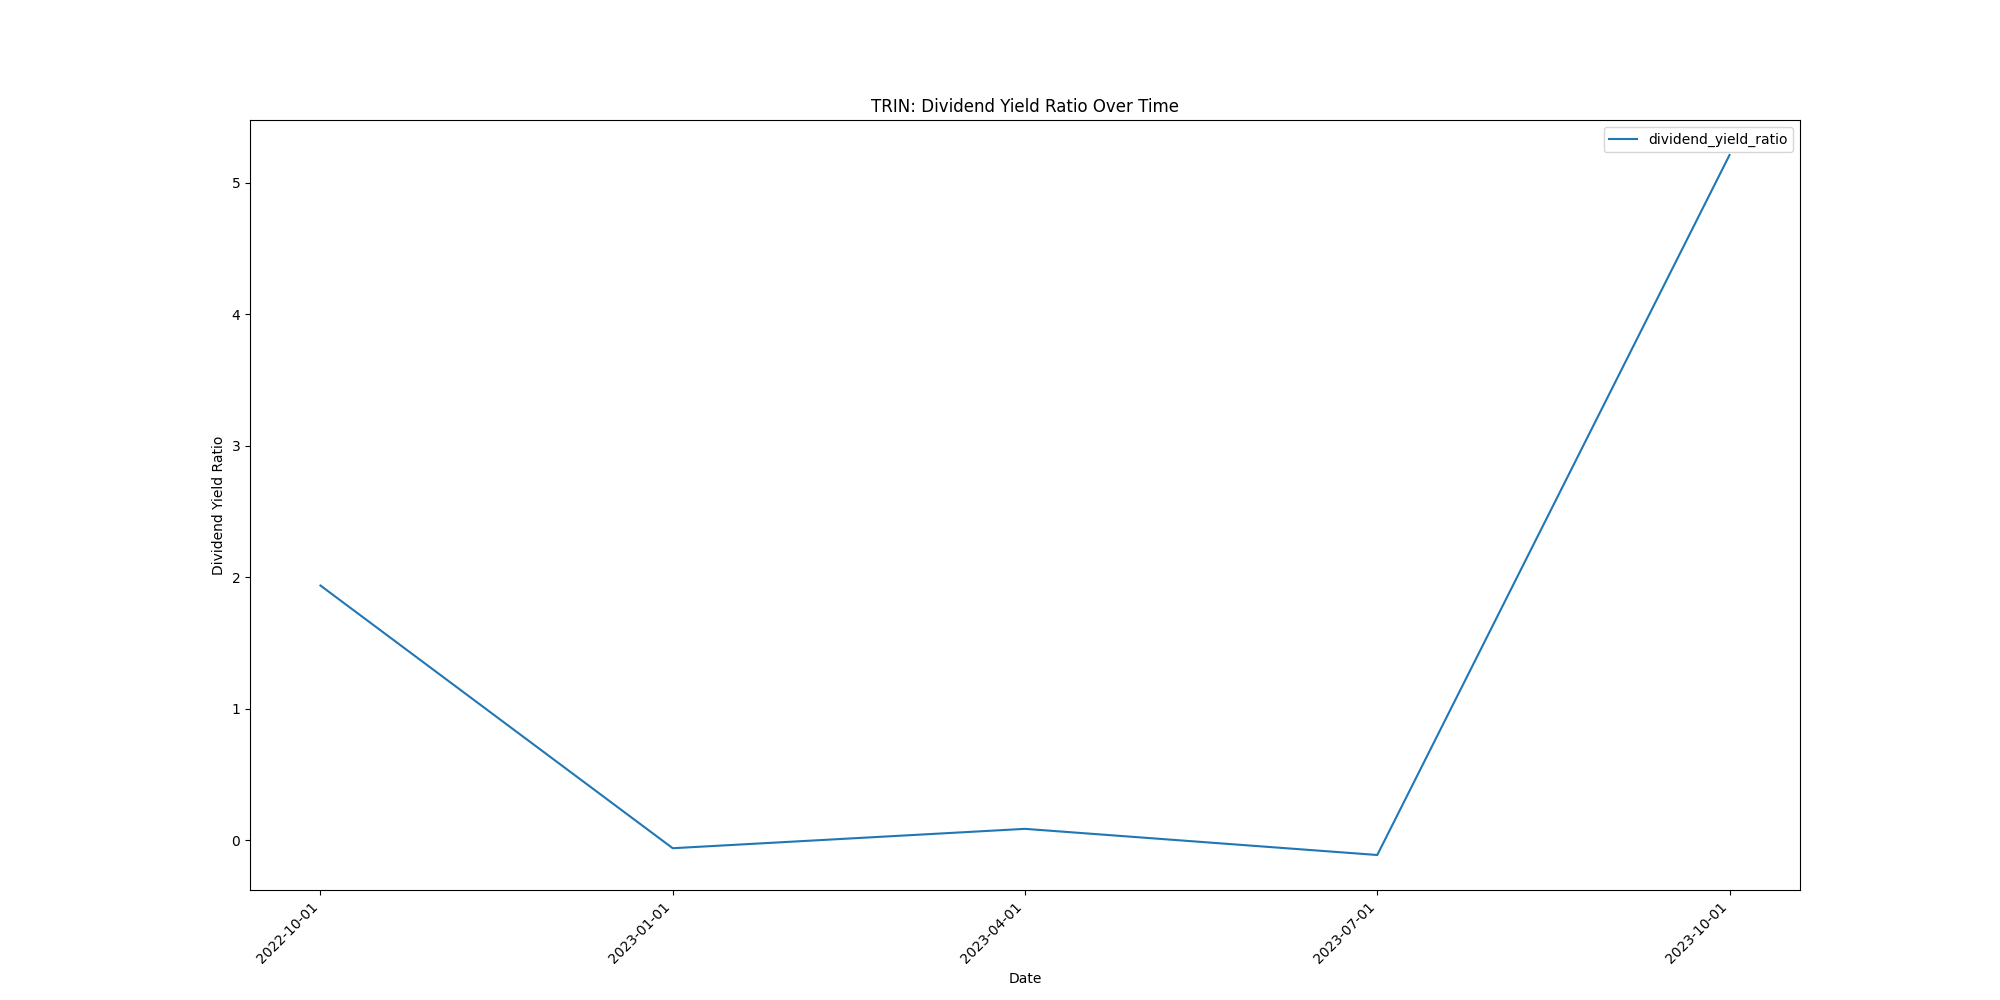 TRIN: Dividend Yield Ratio Over Time
dividend_yield_ratio
Dividend Yield Ratio
5
4
3
2
1
0
2022-10-01
2023-01-01
2023-04-01
2023-07-01
2023-10-01
Date